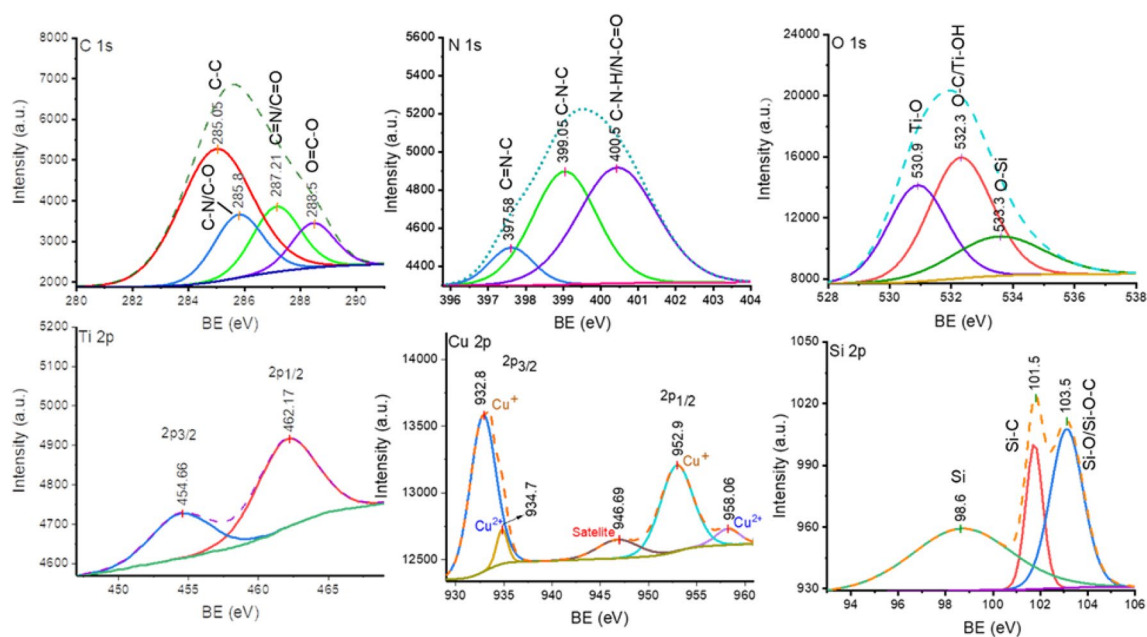 C 1s
8000
7000
6000
5000
4000
3000
2000
280
282
284
286
288
290
BE (eV)
Intensity (a.u.)
285.05 C-C
C-N/C-O
285.8
287.21 C=N/C=O
288.5 O=C-O
N 1s
5600
5400
5200
5000
4800
4600
4400
396
397
398
399
400
401
402
403
404
BE (eV)
Intensity (a.u.)
397.58 C=N-C
399.05 C-N-C
400.5 C-N-H/N-C=O
O 1s
24000
20000
16000
12000
8000
528
530
532
534
536
538
BE (eV)
Intensity (a.u.)
530.9 Ti-O
532.3 O-C/Ti-OH
533.3 O-Si
Ti 2p
5200
5100
5000
4900
4800
4700
4600
450
455
460
465
BE (eV)
Intensity (a.u.)
2p3/2
454.66
2p1/2
462.17
Cu 2p
14000
13500
13000
12500
930
935
940
945
950
955
960
BE (eV)
Intensity (a.u.)
2p3/2
932.8
Cu+
Cu2+
934.7
Satelite
946.69
2p1/2
952.9
Cu+
958.06
Cu2+
Si 2p
1050
1020
990
960
930
94
96
98
100
102
104
106
BE (eV)
Intensity (a.u.)
Si
98.6
Si-C
101.5
103.5
Si-O/Si-O-C